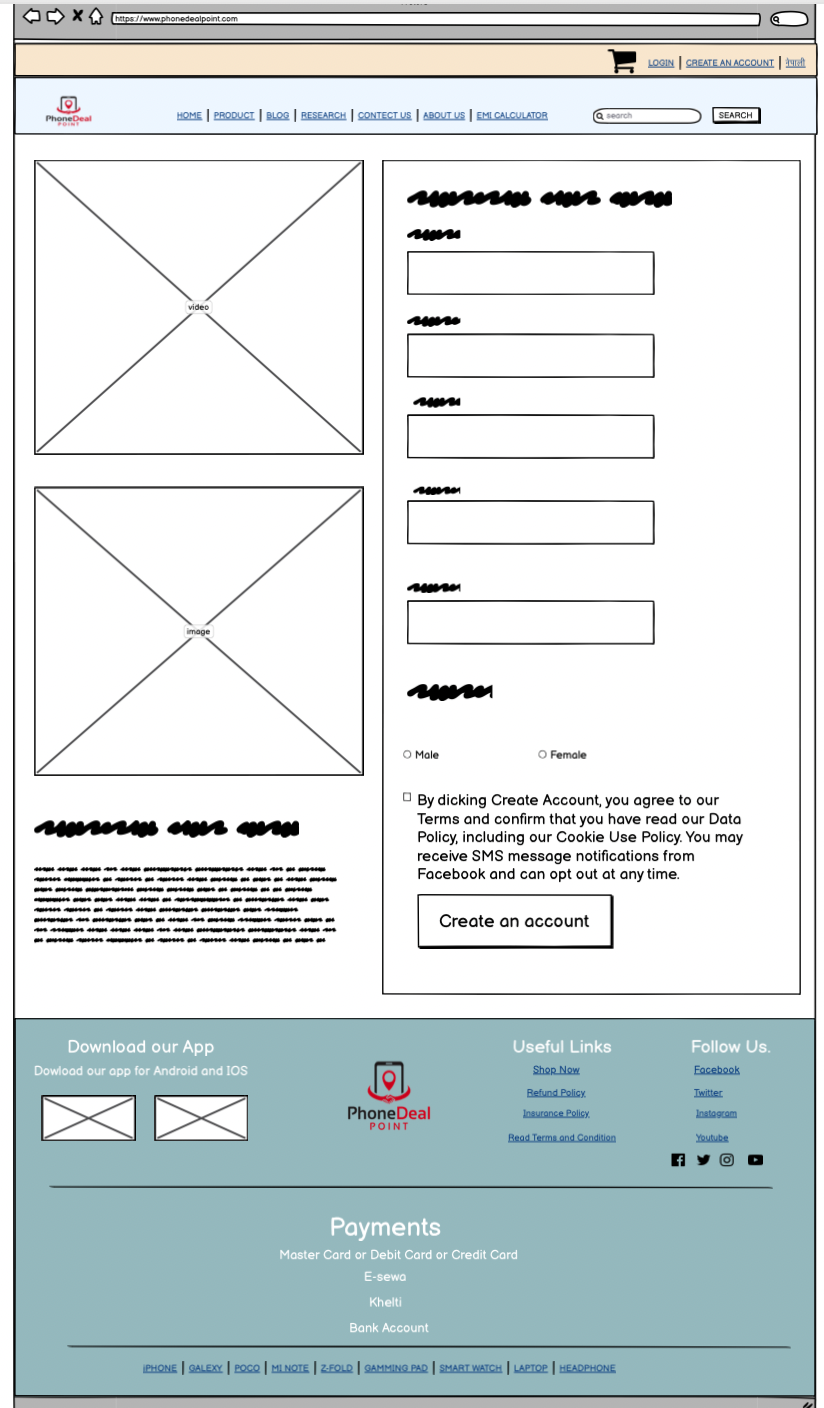 https://www.phonedealpoint.com
LOGIN | CREATE AN ACCOUNT | नेपाली
PhoneDeal
POINT
HOME | PRODUCT | BLOG | RESEARCH | CONTECT US | ABOUT US | EMI CALCULATOR
search
SEARCH
video
image
Male
Female
By clicking Create Account, you agree to our
Terms and confirm that you have read our Data
Policy, including our Cookie Use Policy. You may
receive SMS message notifications from
Facebook and can opt out at any time.
Create an account
Download our App
Dowload our app for Android and IOS
PhoneDeal
POINT
Useful Links
Shop Now
Refund Policy
Insurance Policy
Read Terms and Condition
Follow Us.
Facebook
Twitter
Instagram
Youtube
Payments
Master Card or Debit Card or Credit Card
E-sewa
Khelti
Bank Account
iPHONE | GALEXY | POCO | MI NOTE | Z-FOLD | GAMMING PAD | SMART WATCH | LAPTOP | HEADPHONE